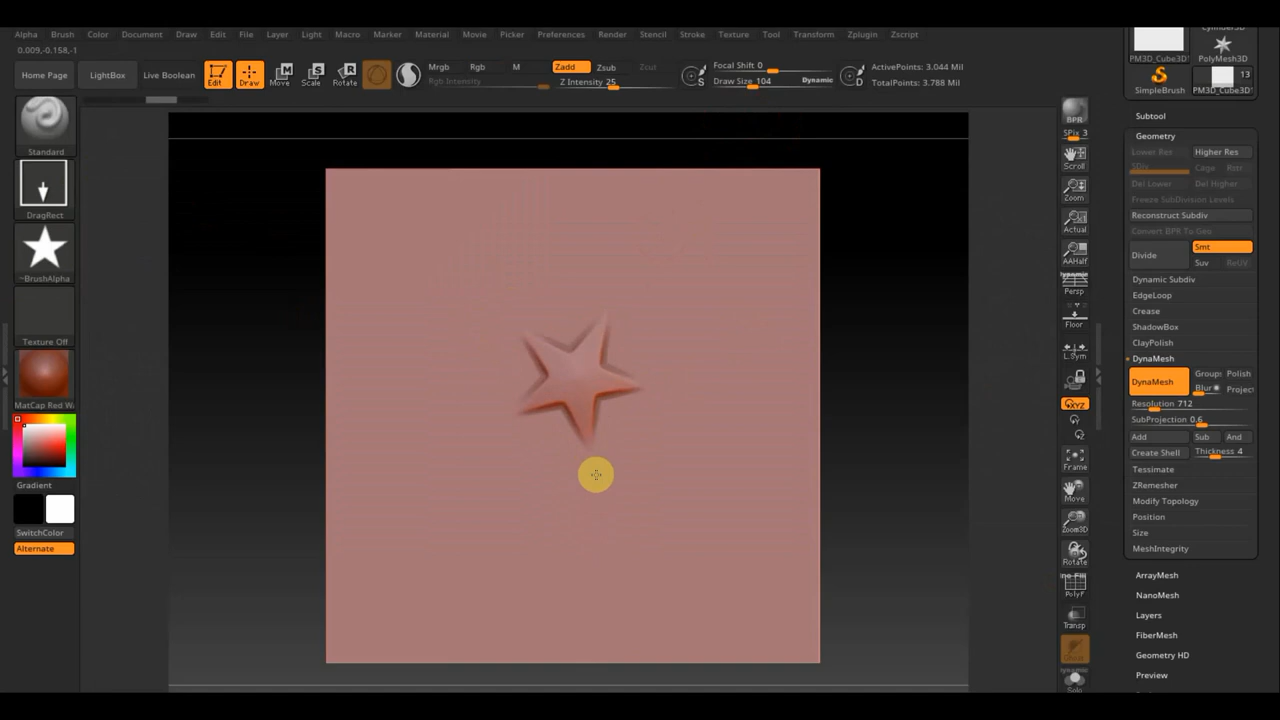 Alpha Brush Color Document Draw Edit File Layer Light Macro Marker Material Movie Picker Preferences Render Stencil Stroke Texture Tool Transform Zplugin Zscript
0.009,-0.158,-1
Home Page LightBox Live Boolean Edit Draw Move Scale Rotate
Mrgb Rgb M
Rgb Intensity
Zadd Zsub Zcut
Z Intensity 25
S
Focal Shift 0
Draw Size 104 Dynamic
D
ActivePoints: 3.044 Mil
TotalPoints: 3.788 Mil
Standard
DragRect
~BrushAlpha
Texture Off
MatCap Red W
Gradient
SwitchColor
Alternate
BPR
SPix 3
Scroll
Zoom
Actual
AAHalf
Dynamic
Persp
Floor
L.Sym
XYZ
Y
Z
Frame
Move
Zoom3D
Rotate
PolyF
Transp
Ghost
Dynamic
Solo
PM3D_Cube3D
PolyMesh3D
SimpleBrush
13
PM3D_Cube3D
Subtool
Geometry
Lower Res Higher Res
SDiv Cage Rstr
Del Lower Del Higher
Freeze SubDivision Levels
Reconstruct Subdiv
Convert BPR To Geo
Divide Smt
Suv ReUV
Dynamic Subdiv
EdgeLoop
Crease
ShadowBox
ClayPolish
DynaMesh
DynaMesh Groups Polish
Blur Project
Resolution 712
SubProjection 0.6
Add Sub And
Create Shell Thickness 4
Tessimate
ZRemesher
Modify Topology
Position
Size
MeshIntegrity
ArrayMesh
NanoMesh
Layers
FiberMesh
Geometry HD
Preview